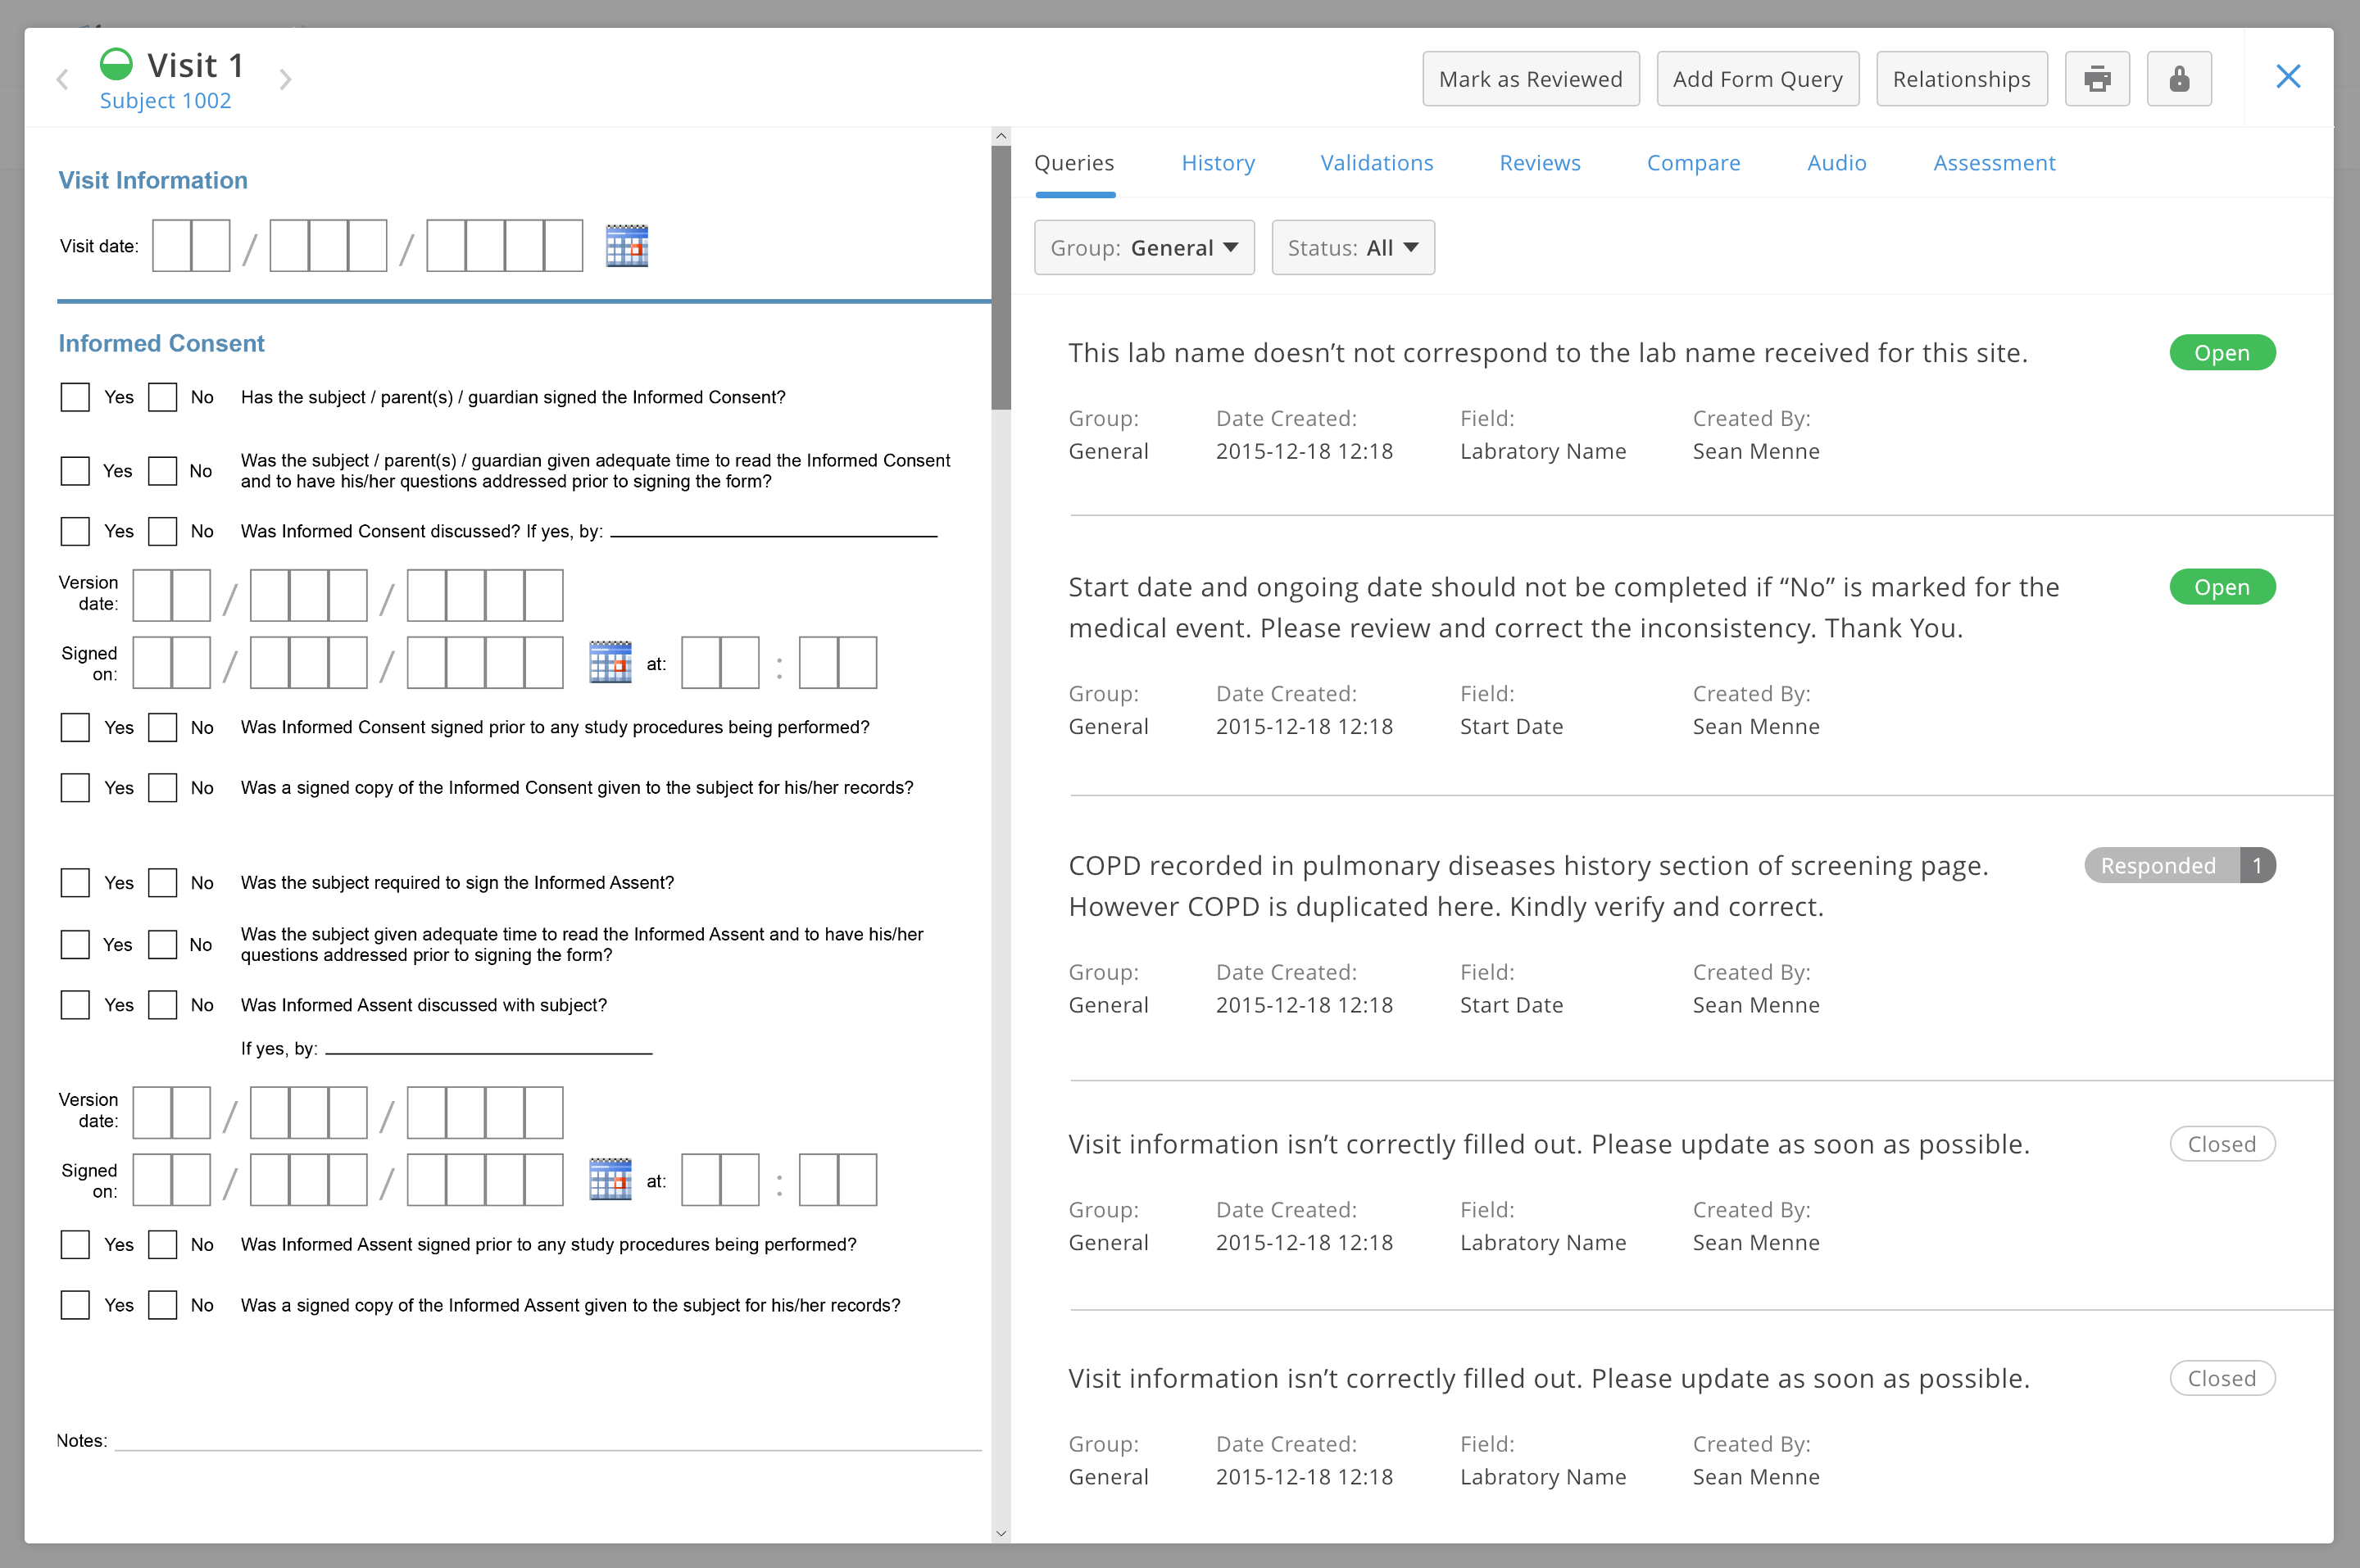 Visit 1
Subject 1002
Mark as Reviewed
Add Form Query
Relationships
Visit Information
Visit date: / /
Informed Consent
Yes No Has the subject / parent(s) / guardian signed the Informed Consent?
Yes No Was the subject / parent(s) / guardian given adequate time to read the Informed Consent
and to have his/her questions addressed prior to signing the form?
Yes No Was Informed Consent discussed? If yes, by:
Version
date: / /
Signed
on: / / at: :
Yes No Was Informed Consent signed prior to any study procedures being performed?
Yes No Was a signed copy of the Informed Consent given to the subject for his/her records?
Yes No Was the subject required to sign the Informed Assent?
Yes No Was the subject given adequate time to read the Informed Assent and to have his/her
questions addressed prior to signing the form?
Yes No Was Informed Assent discussed with subject?
If yes, by:
Version
date: / /
Signed
on: / / at: :
Yes No Was Informed Assent signed prior to any study procedures being performed?
Yes No Was a signed copy of the Informed Assent given to the subject for his/her records?
Notes:
Queries History Validations Reviews Compare Audio Assessment
Group: General Status: All
This lab name doesn’t not correspond to the lab name received for this site. Open
Group: Date Created: Field: Created By:
General 2015-12-18 12:18 Labratory Name Sean Menne
Start date and ongoing date should not be completed if “No” is marked for the Open
medical event. Please review and correct the inconsistency. Thank You.
Group: Date Created: Field: Created By:
General 2015-12-18 12:18 Start Date Sean Menne
COPD recorded in pulmonary diseases history section of screening page. Responded 1
However COPD is duplicated here. Kindly verify and correct.
Group: Date Created: Field: Created By:
General 2015-12-18 12:18 Start Date Sean Menne
Visit information isn’t correctly filled out. Please update as soon as possible. Closed
Group: Date Created: Field: Created By:
General 2015-12-18 12:18 Labratory Name Sean Menne
Visit information isn’t correctly filled out. Please update as soon as possible. Closed
Group: Date Created: Field: Created By:
General 2015-12-18 12:18 Labratory Name Sean Menne